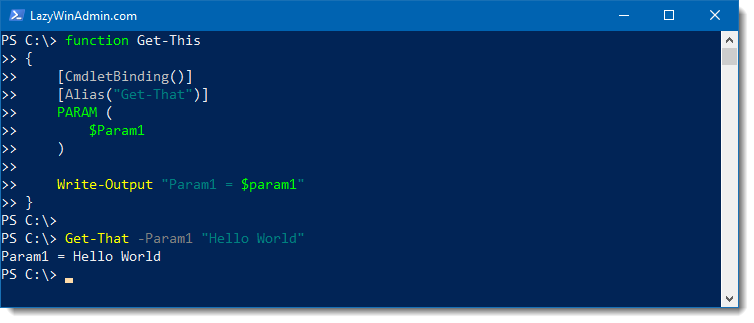 LazyWinAdmin.com
PS C:\> function Get-This
>> {
>>     [CmdletBinding()]
>>     [Alias("Get-That")]
>>     PARAM (
>>         $Param1
>>     )
>>
>>     Write-Output "Param1 = $param1"
>> }
PS C:\>
PS C:\> Get-That -Param1 "Hello World"
Param1 = Hello World
PS C:\>